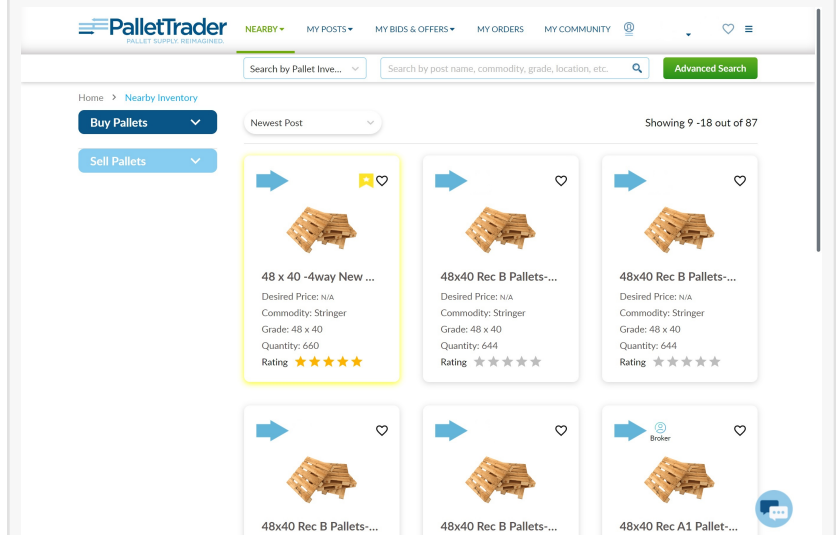 PalletTrader
PALLET SUPPLY. REIMAGINED.
NEARBY
MY POSTS
MY BIDS & OFFERS
MY ORDERS
MY COMMUNITY
Search by Pallet Inve...
Search by post name, commodity, grade, location, etc.
Advanced Search
Home > Nearby Inventory
Buy Pallets
Sell Pallets
Newest Post
Showing 9 -18 out of 87
48 x 40 -4way New ...
Desired Price: N/A
Commodity: Stringer
Grade: 48 x 40
Quantity: 660
Rating
48x40 Rec B Pallets-...
Desired Price: N/A
Commodity: Stringer
Grade: 48 x 40
Quantity: 644
Rating
48x40 Rec B Pallets-...
Desired Price: N/A
Commodity: Stringer
Grade: 48 x 40
Quantity: 644
Rating
48x40 Rec B Pallets-...
48x40 Rec B Pallets-...
Broker
48x40 Rec A1 Pallet-...